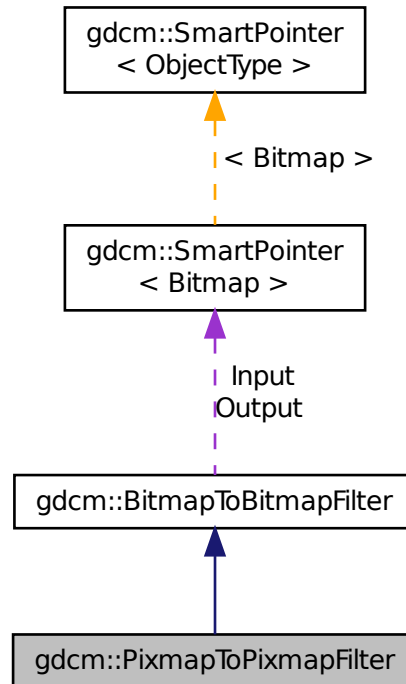 gdcm::SmartPointer
< ObjectType >
< Bitmap >
gdcm::SmartPointer
< Bitmap >
Input
Output
gdcm::BitmapToBitmapFilter
gdcm::PixmapToPixmapFilter